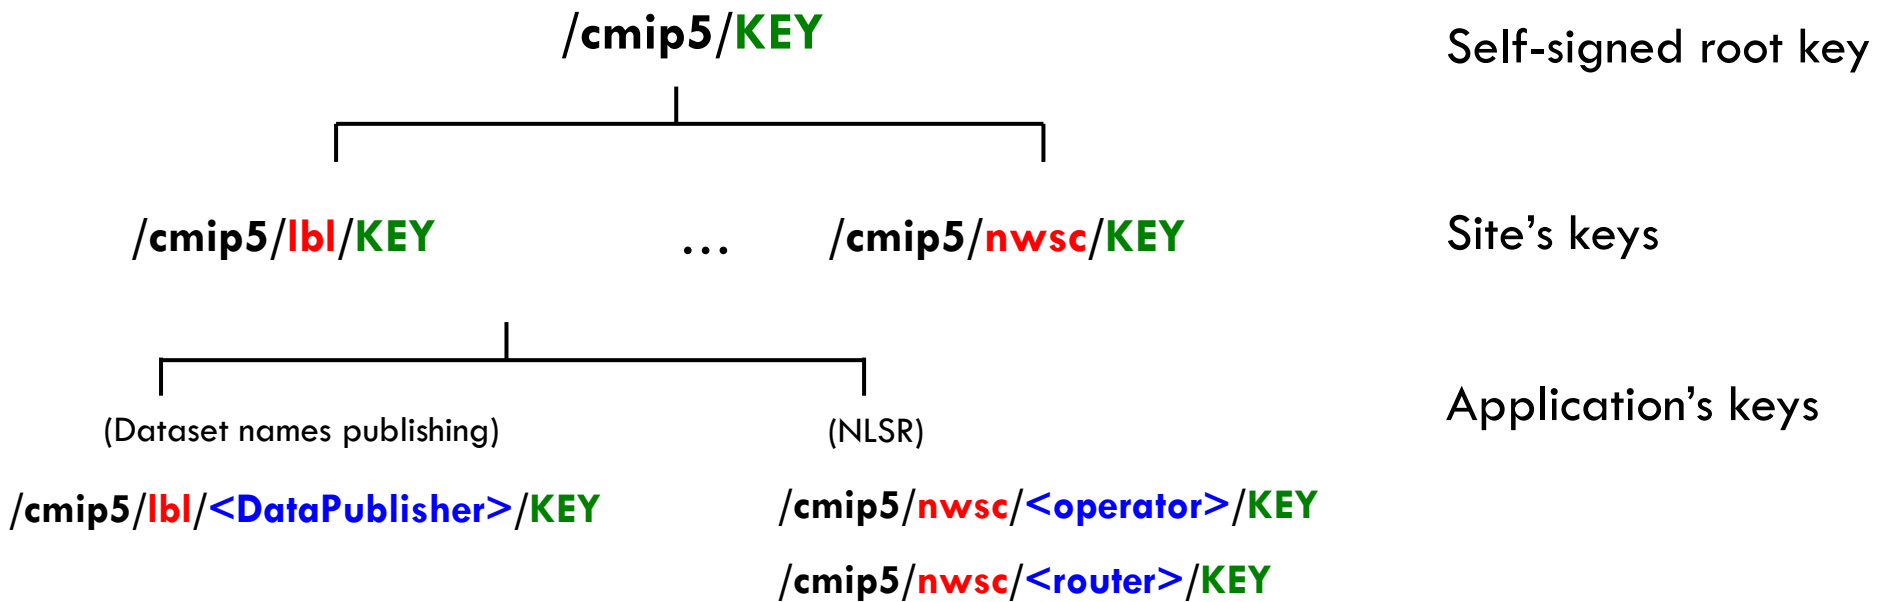 /cmip5/KEY
Self-signed root key
/cmip5/lbl/KEY
...
/cmip5/nwsc/KEY
Site’s keys
Application’s keys
(Dataset names publishing)
(NLSR)
/cmip5/lbl/<DataPublisher>/KEY
/cmip5/nwsc/<operator>/KEY
/cmip5/nwsc/<router>/KEY